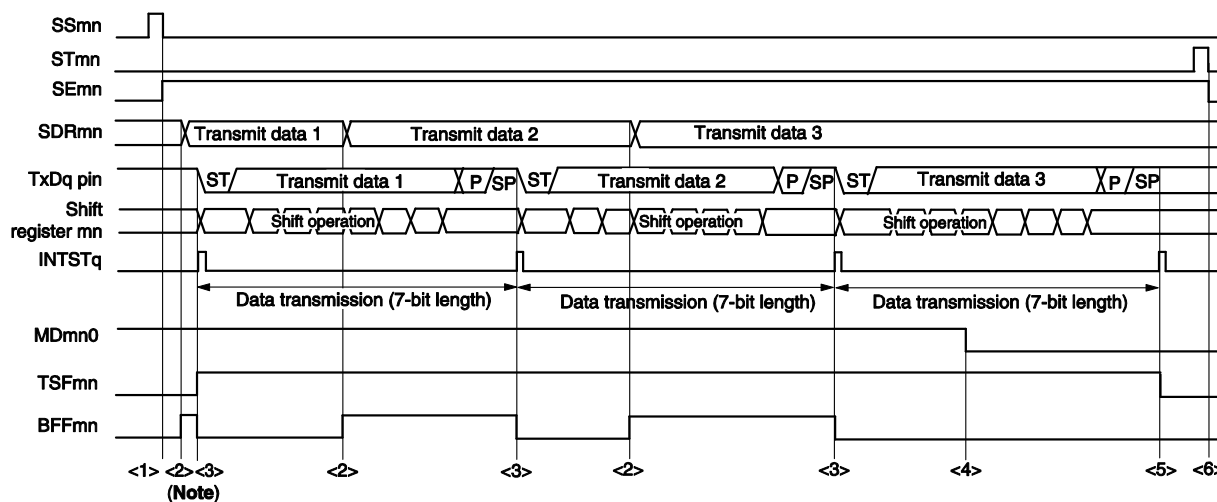 SSmn
STmn
SEmn
SDRmn Transmit data 1 Transmit data 2 Transmit data 3
TxDq pin ST Transmit data 1 P SP ST Transmit data 2 P SP ST Transmit data 3 P SP
Shift
register mn Shift operation Shift operation Shift operation
INTSTq
Data transmission (7-bit length) Data transmission (7-bit length) Data transmission (7-bit length)
MDmn0
TSFmn
BFFmn
<1> <2> <3> <2> <3> <2> <3> <4> <5> <6>
(Note)